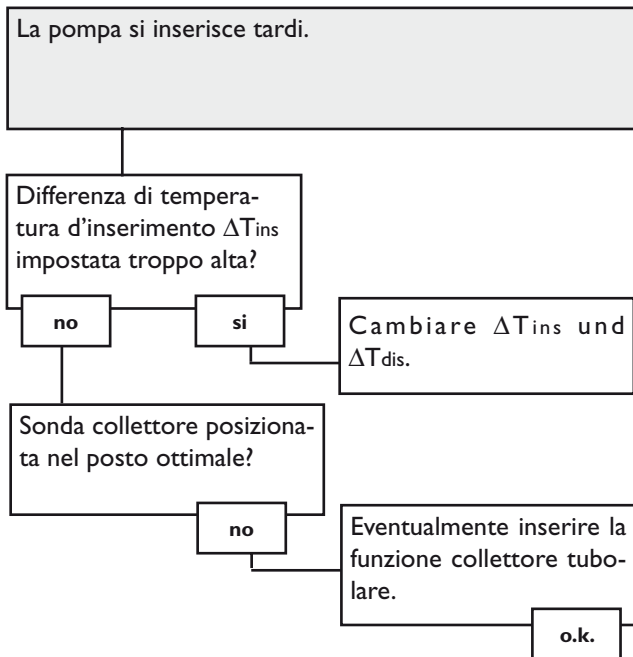 La pompa si inserisce tardi.
Differenza di tempera-
tura d'inserimento ΔTins
impostata troppo alta?
no
si
Cambiare ΔTins und
ΔTdis.
Sonda collettore posiziona-
ta nel posto ottimale?
no
Eventualmente inserire la
funzione collettore tubo-
lare.
o.k.